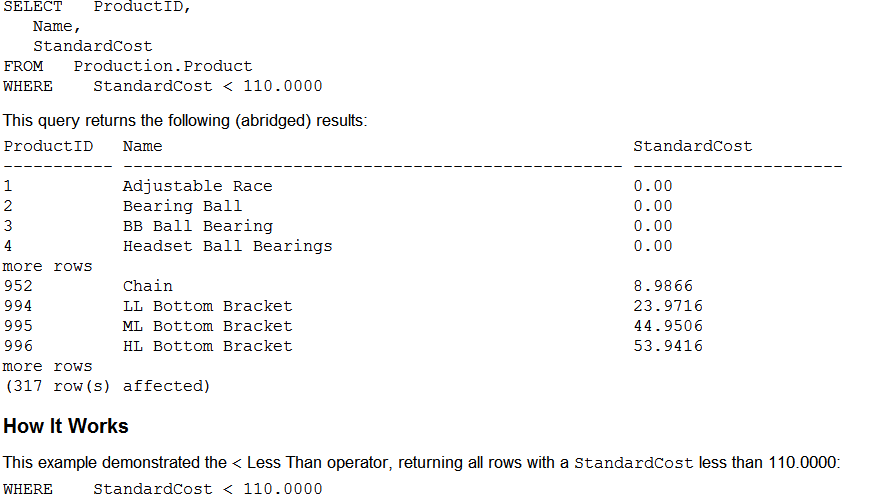 SELECT   ProductID,
   Name,
   StandardCost
FROM   Production.Product
WHERE    StandardCost < 110.0000
This query returns the following (abridged) results:
ProductID   Name                                               StandardCost
----------- -------------------------------------------------- ---------------------
1           Adjustable Race                                    0.00
2           Bearing Ball                                       0.00
3           BB Ball Bearing                                    0.00
4           Headset Ball Bearings                              0.00
more rows
952         Chain                                              8.9866
994         LL Bottom Bracket                                  23.9716
995         ML Bottom Bracket                                  44.9506
996         HL Bottom Bracket                                  53.9416
more rows
(317 row(s) affected)
How It Works
This example demonstrated the < Less Than operator, returning all rows with a StandardCost less than 110.0000:
WHERE    StandardCost < 110.0000